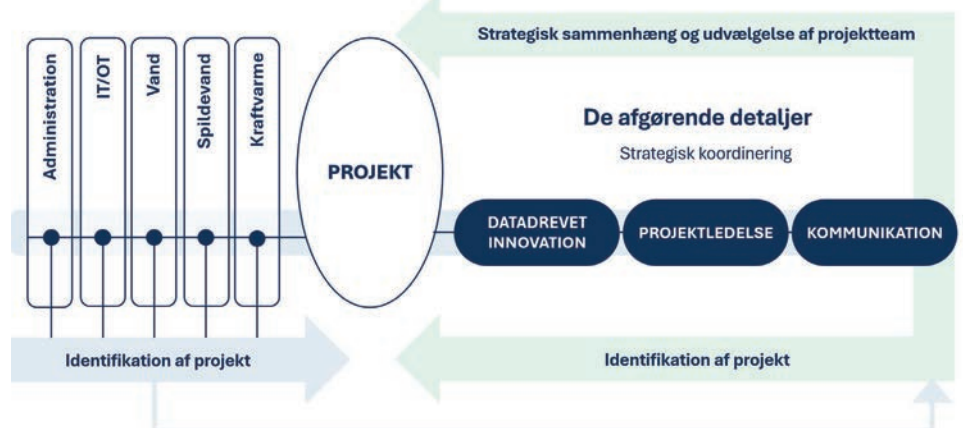 Strategisk sammenhæng og udvælgelse af projektteam
Administration
IT/OT
Vand
Spildevand
Kraftvarme
PROJEKT
De afgørende detaljer
Strategisk koordinering
DATADREVET
INNOVATION
PROJEKTLEDELSE
KOMMUNIKATION
Identifikation af projekt
Identifikation af projekt